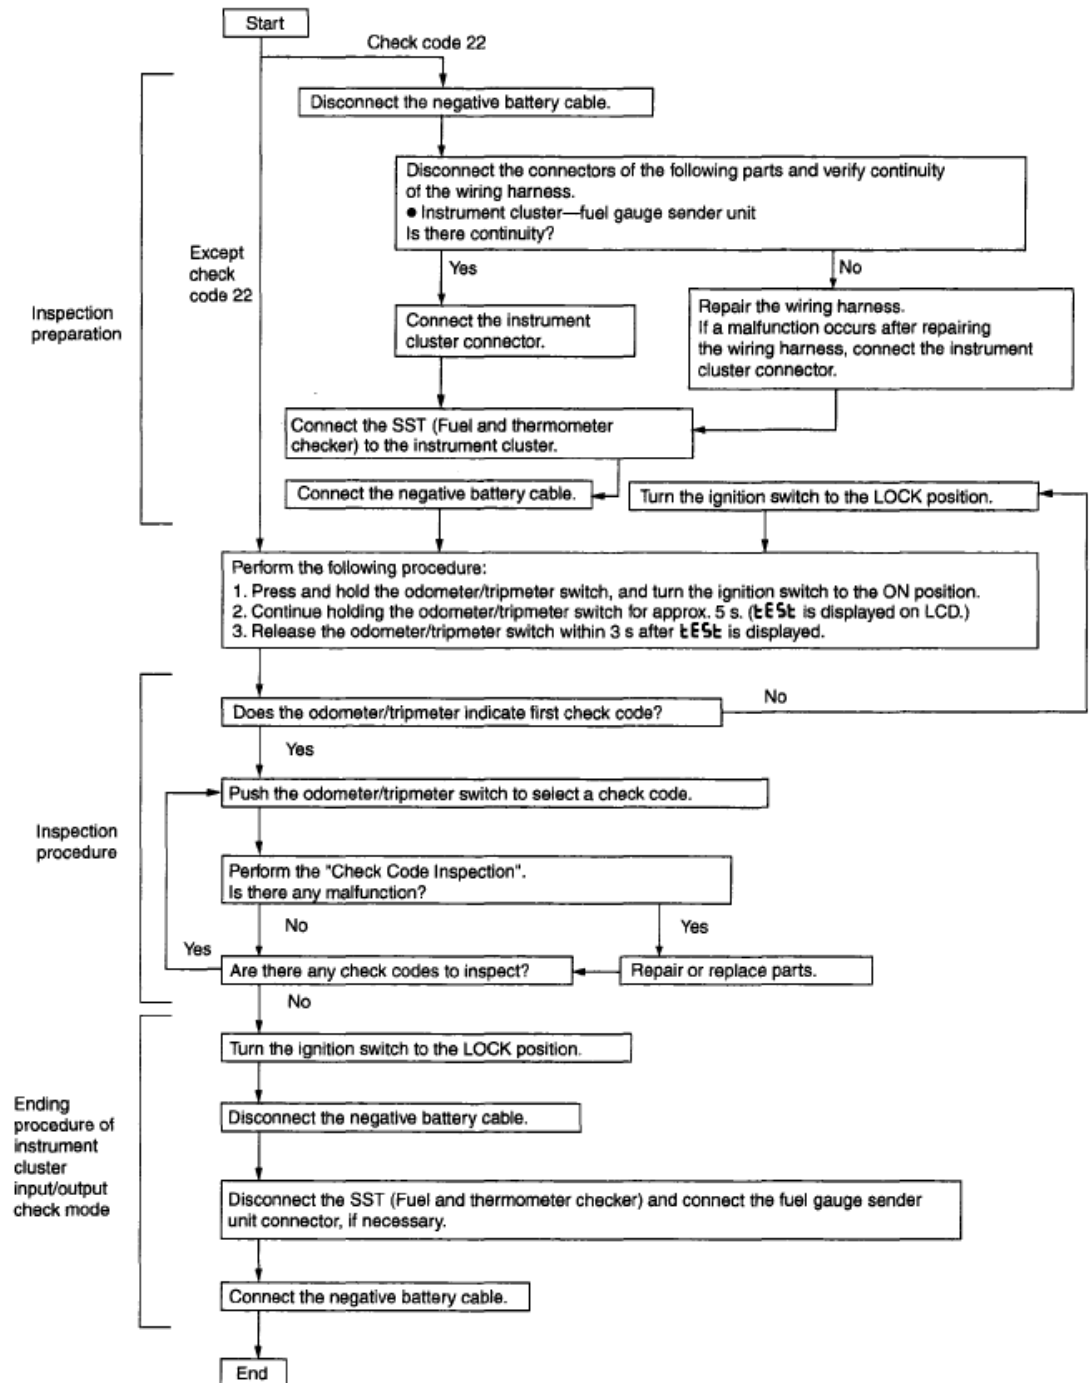 Start
Check code 22
Disconnect the negative battery cable.
Disconnect the connectors of the following parts and verify continuity
of the wiring harness.
● Instrument cluster—fuel gauge sender unit
Is there continuity?
Except
check
code 22
Yes
No
Inspection
preparation
Connect the instrument
cluster connector.
Repair the wiring harness.
If a malfunction occurs after repairing
the wiring harness, connect the instrument
cluster connector.
Connect the SST (Fuel and thermometer
checker) to the instrument cluster.
Connect the negative battery cable.
Turn the ignition switch to the LOCK position.
Perform the following procedure:
1. Press and hold the odometer/tripmeter switch, and turn the ignition switch to the ON position.
2. Continue holding the odometer/tripmeter switch for approx. 5 s. (tESt is displayed on LCD.)
3. Release the odometer/tripmeter switch within 3 s after tESt is displayed.
Does the odometer/tripmeter indicate first check code?
No
Yes
Push the odometer/tripmeter switch to select a check code.
Inspection
procedure
Perform the "Check Code Inspection".
Is there any malfunction?
No
Yes
Yes
Are there any check codes to inspect?
Repair or replace parts.
No
Turn the ignition switch to the LOCK position.
Ending
procedure of
instrument
cluster
input/output
check mode
Disconnect the negative battery cable.
Disconnect the SST (Fuel and thermometer checker) and connect the fuel gauge sender
unit connector, if necessary.
Connect the negative battery cable.
End